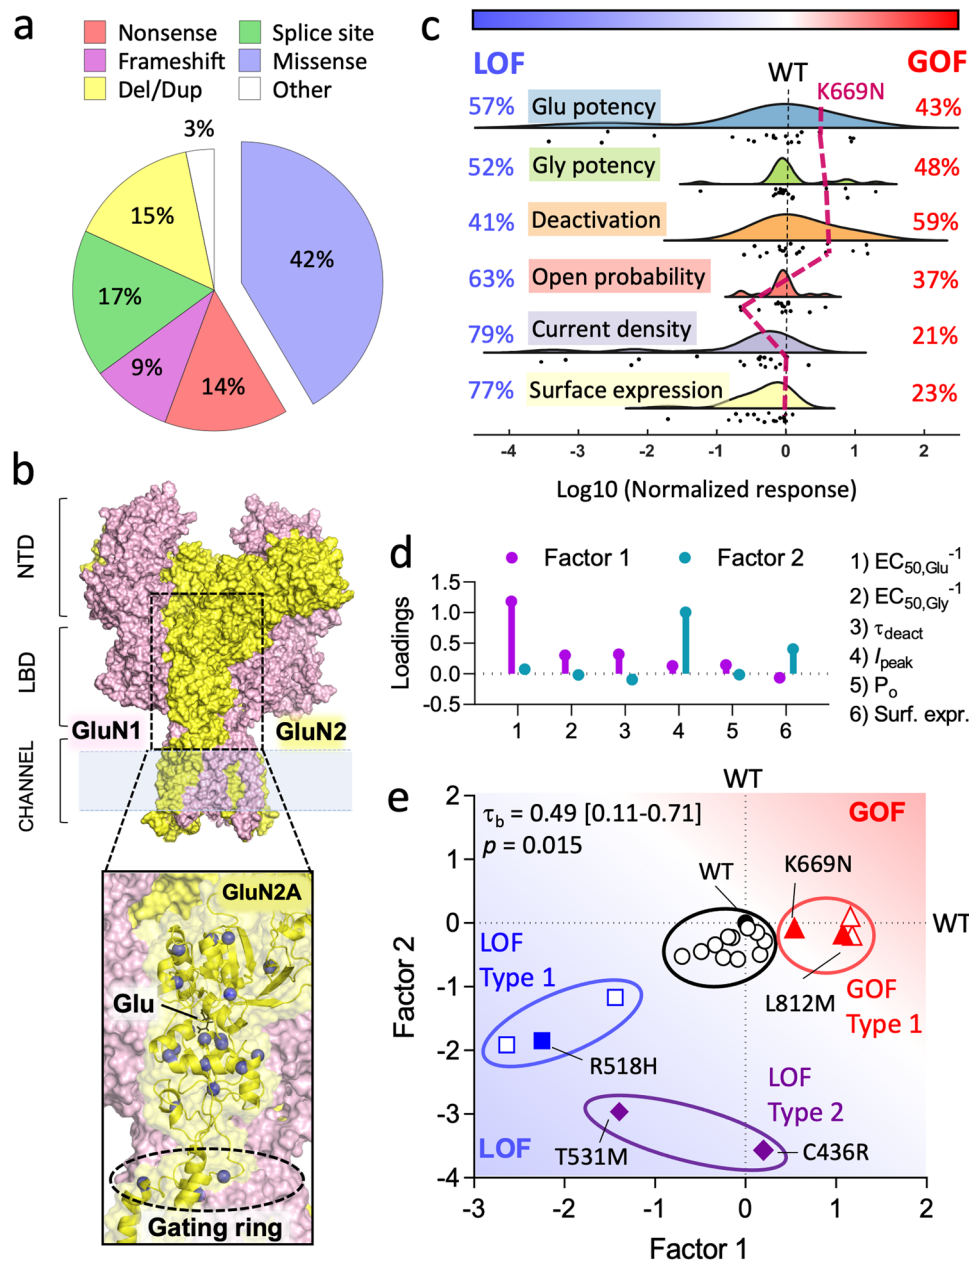 a
Nonsense
Splice site
Frameshift
Missense
Del/Dup
Other
3%
15%
42%
17%
9%
14%
b
NTD
LBD
CHANNEL
GluN1
GluN2
GluN2A
Glu
Gating ring
c
LOF
GOF
WT
K669N
57% Glu potency 43%
52% Gly potency 48%
41% Deactivation 59%
63% Open probability 37%
79% Current density 21%
77% Surface expression 23%
-4 -3 -2 -1 0 1 2
Log10 (Normalized response)
d
Factor 1
Factor 2
Loadings
1.5
1.0
0.5
0.0
-0.5
1 2 3 4 5 6
1) EC50,Glu-1
2) EC50,Gly-1
3) τdeact
4) Ipeak
5) Po
6) Surf. expr.
e
WT
τb = 0.49 [0.11-0.71]
p = 0.015
GOF
WT
K669N
WT
LOF
Type 1
L812M
GOF
Type 1
R518H
LOF
Type 2
T531M
C436R
LOF
Factor 2
2
1
0
-1
-2
-3
-4
-3 -2 -1 0 1 2
Factor 1